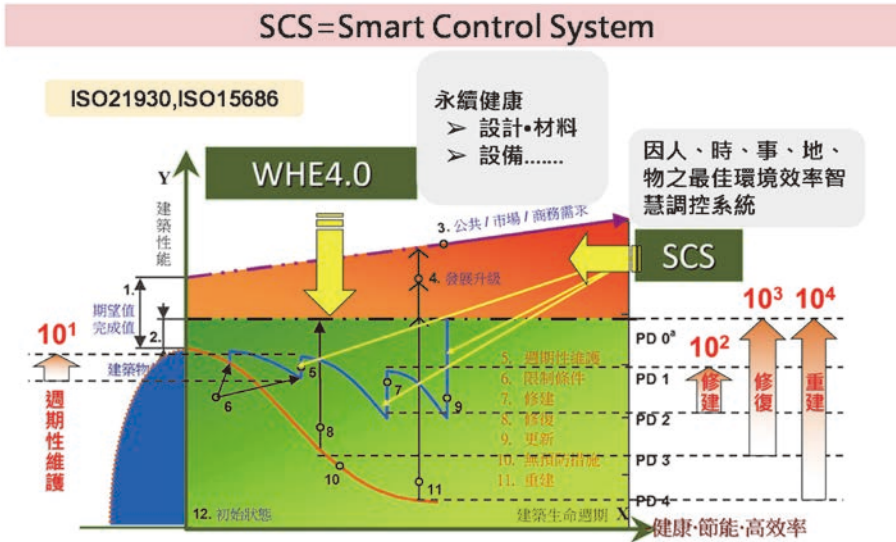 SCS=Smart Control System
ISO21930,ISO15686
永續健康
➢ 設計•材料
➢ 設備.......
WHE4.0
因人、時、事、地、
物之最佳環境效率智
慧調控系統
SCS
Y
建築性能
3. 公共/市場/商務需求
4. 發展升級
1.
期望值
完成值
2.
10¹
週期性維護
建築物
5
6
7
8
9
10
11
5. 週期性維護
6. 限制條件
7. 修建
8. 修復
9. 更新
10. 無預防措施
11. 重建
12. 初始狀態
建築生命週期 X
PD 0ª
PD 1
PD 2
PD 3
PD 4
10²
修建
10³
修復
10⁴
重建
健康·節能·高效率